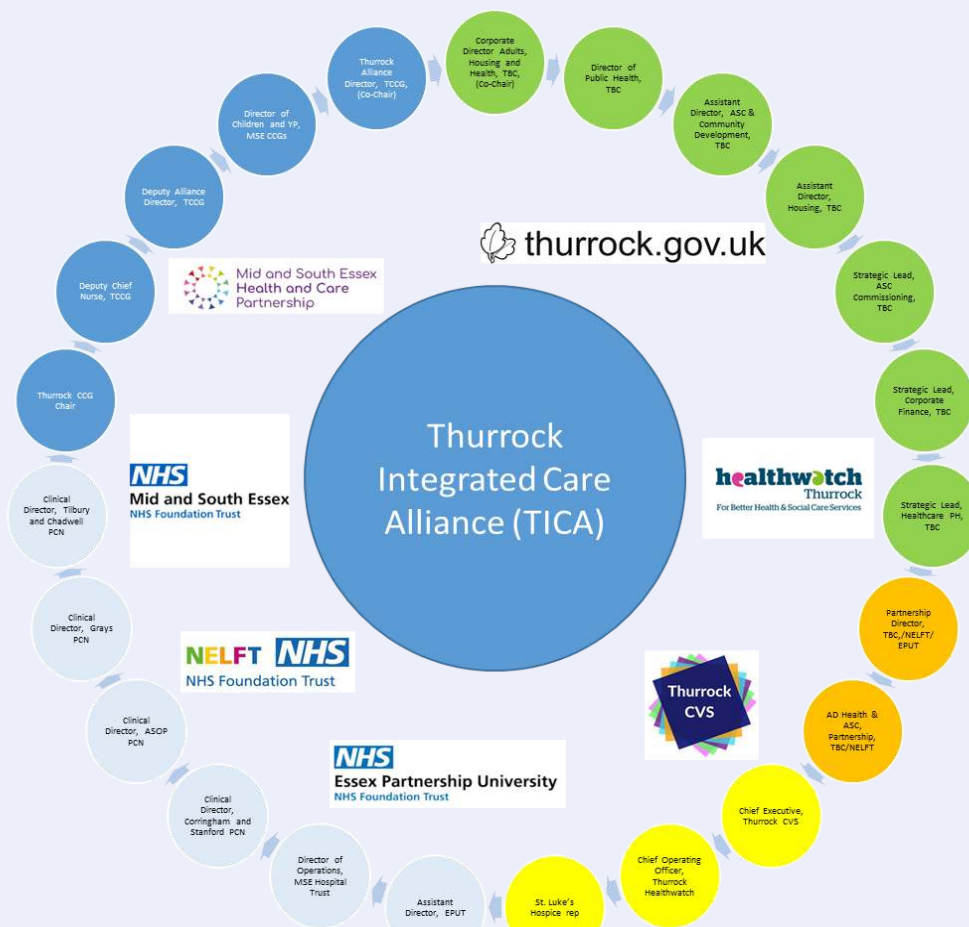 Thurrock
Alliance
Director, TCCG,
(Co-Chair)
Corporate
Director Adults,
Housing and
Health, TBC,
(Co-Chair)
Director of
Public Health,
TBC
Assistant
Director, ASC &
Community
Development,
TBC
Assistant
Director,
Housing, TBC
Strategic Lead,
ASC
Commissioning,
TBC
Strategic Lead,
Corporate
Finance, TBC
Strategic Lead,
Healthcare PH,
TBC
Partnership
Director,
TBC,/NELFT/
EPUT
AD Health &
ASC,
Partnership,
TBC/NELFT
Chief Executive,
Thurrock CVS
Chief Operating
Officer,
Thurrock
Healthwatch
St. Luke's
Hospice rep
Assistant
Director, EPUT
Director of
Operations,
MSE Hospital
Trust
Clinical
Director,
Corringham and
Stanford PCN
Clinical
Director, ASOP
PCN
Clinical
Director, Grays
PCN
Clinical
Director, Tilbury
and Chadwell
PCN
Thurrock CCG
Chair
Deputy Chief
Nurse, TCCG
Deputy Alliance
Director, TCCG
Director of
Children and YP,
MSE CCGs
thurrock.gov.uk
Mid and South Essex
Health and Care
Partnership
Thurrock
Integrated Care
Alliance (TICA)
NHS
Mid and South Essex
NHS Foundation Trust
healthwatch
Thurrock
For Better Health & Social Care Services
NELFT NHS
NHS Foundation Trust
Thurrock
CVS
NHS
Essex Partnership University
NHS Foundation Trust